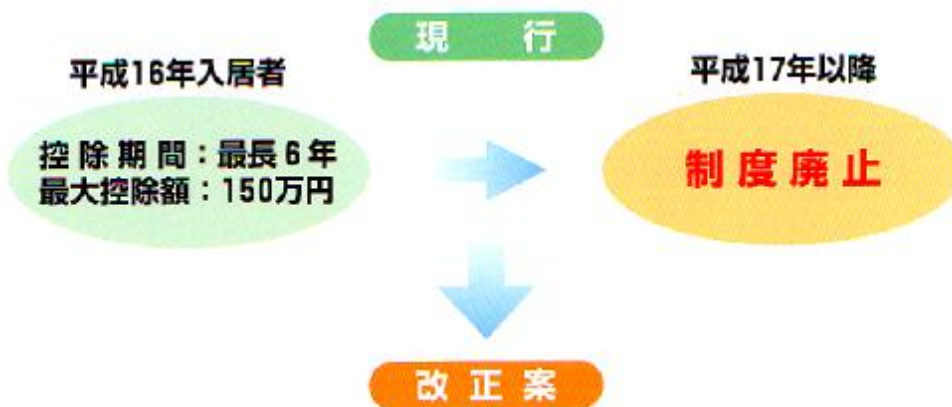 現 行
平成16年入居者
控除期間：最長6年
最大控除額：150万円
平成17年以降
制度廃止
改正案